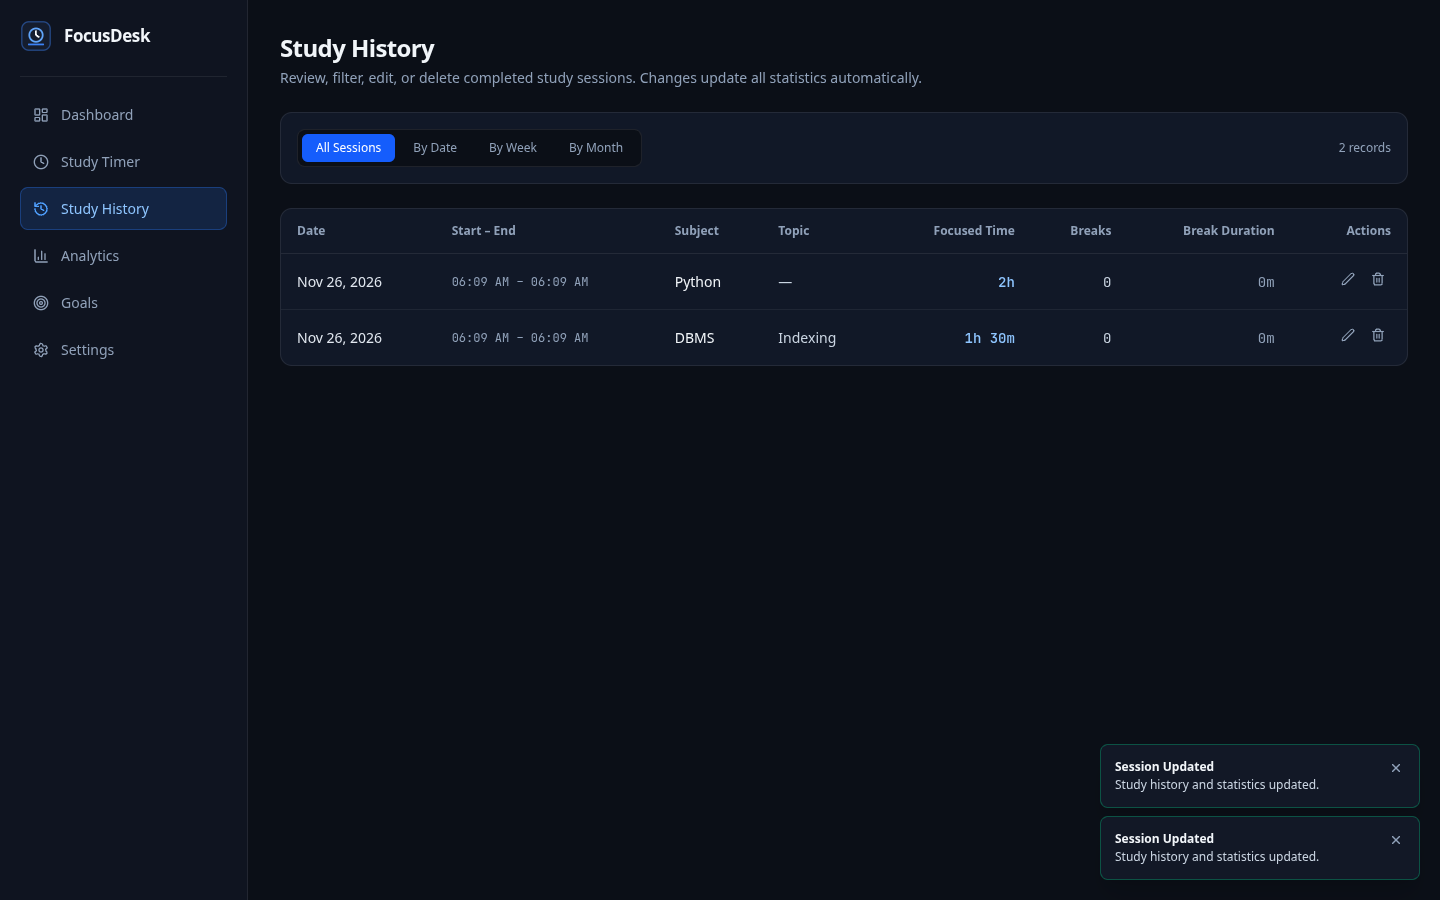 FocusDesk
Dashboard
Study Timer
Study History
Analytics
Goals
Settings
Study History
Review, filter, edit, or delete completed study sessions. Changes update all statistics automatically.
All Sessions By Date By Week By Month 2 records
Date Start – End Subject Topic Focused Time Breaks Break Duration Actions
Nov 26, 2026 06:09 AM – 06:09 AM Python — 2h 0 0m
Nov 26, 2026 06:09 AM – 06:09 AM DBMS Indexing 1h 30m 0 0m
Session Updated
Study history and statistics updated.
Session Updated
Study history and statistics updated.